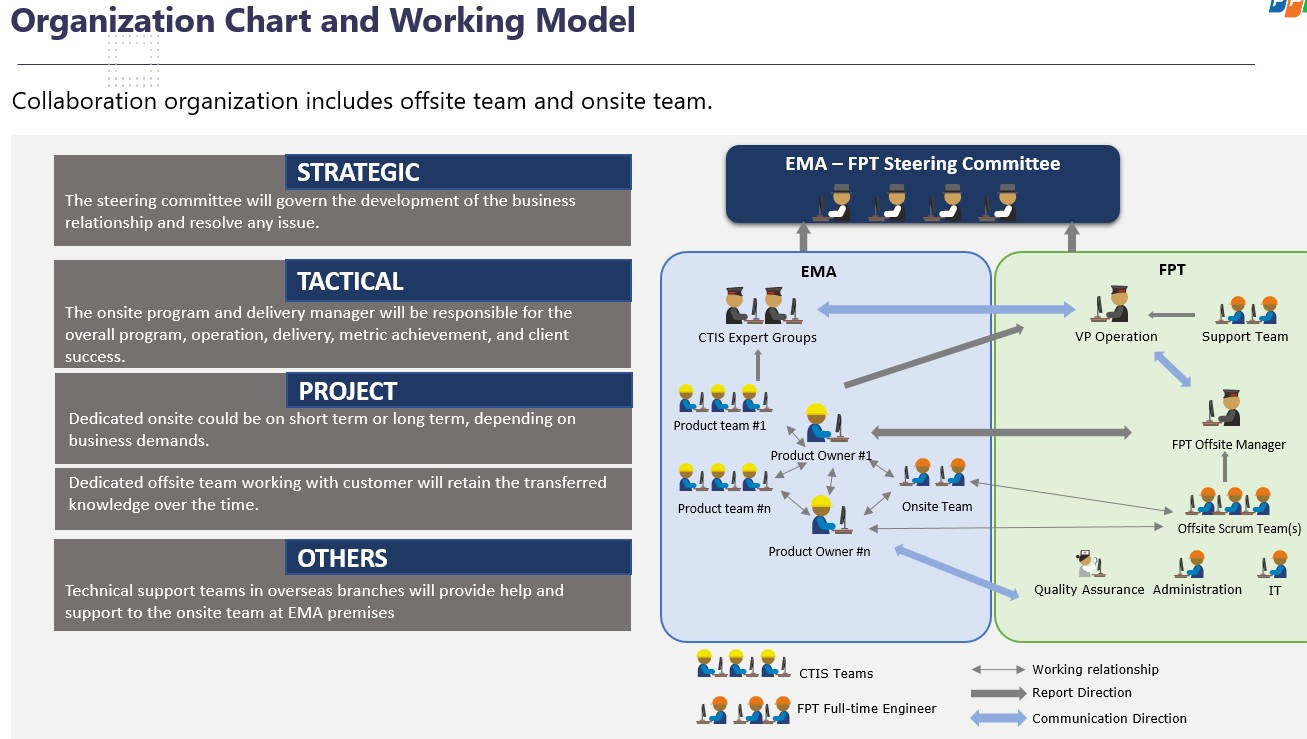 Organization Chart and Working Model
Collaboration organization includes offsite team and onsite team.
STRATEGIC
The steering committee will govern the development of the business
relationship and resolve any issue.
TACTICAL
The onsite program and delivery manager will be responsible for the
overall program, operation, delivery, metric achievement, and client
success.
PROJECT
Dedicated onsite could be on short term or long term, depending on
business demands.
Dedicated offsite team working with customer will retain the transferred
knowledge over the time.
OTHERS
Technical support teams in overseas branches will provide help and
support to the onsite team at EMA premises
EMA – FPT Steering Committee
EMA
CTIS Expert Groups
Product team #1
Product Owner #1
Product team #n
Onsite Team
Product Owner #n
FPT
VP Operation
Support Team
FPT Offsite Manager
Offsite Scrum Team(s)
Quality Assurance
Administration
IT
CTIS Teams
FPT Full-time Engineer
Working relationship
Report Direction
Communication Direction